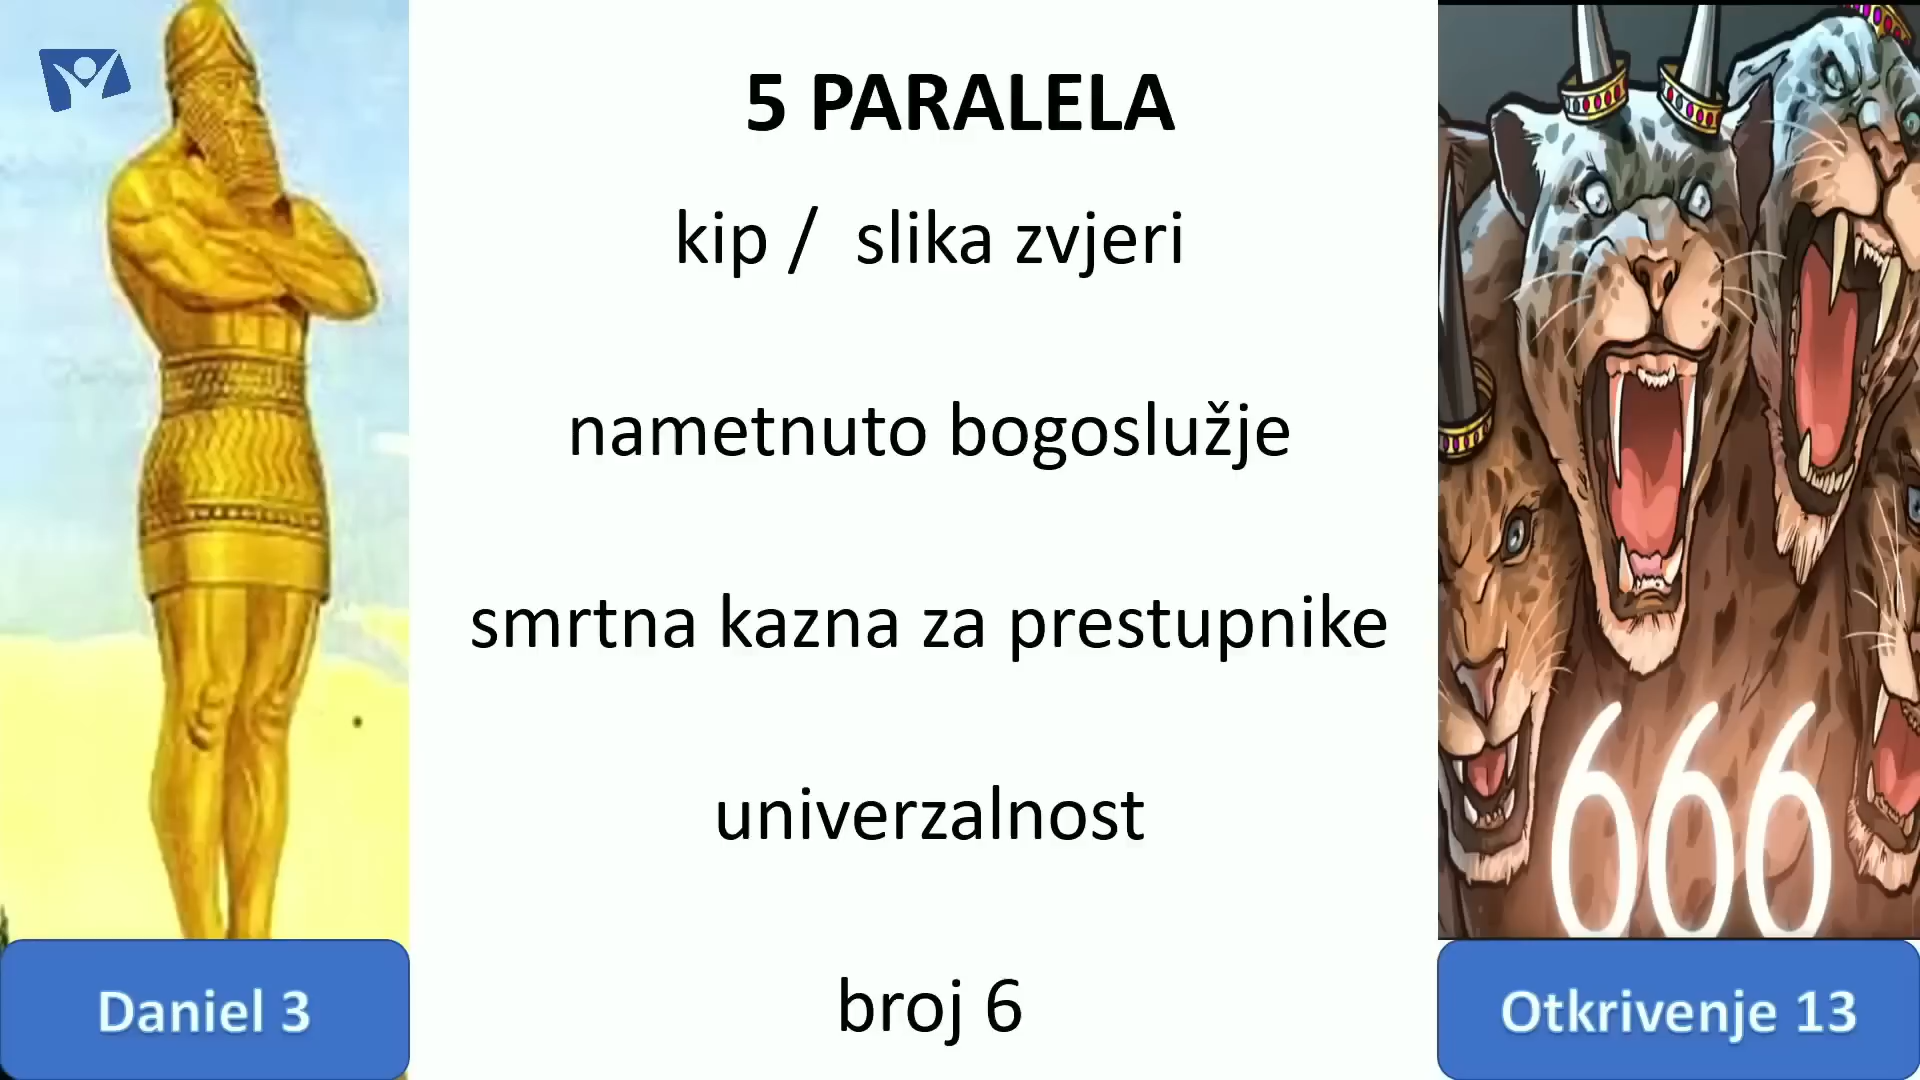 5 PARALELA
kip / slika zvjeri
nametnuto bogoslužje
smrtna kazna za prestupnike
univerzalnost
broj 6
666
Daniel 3
Otkrivenje 13